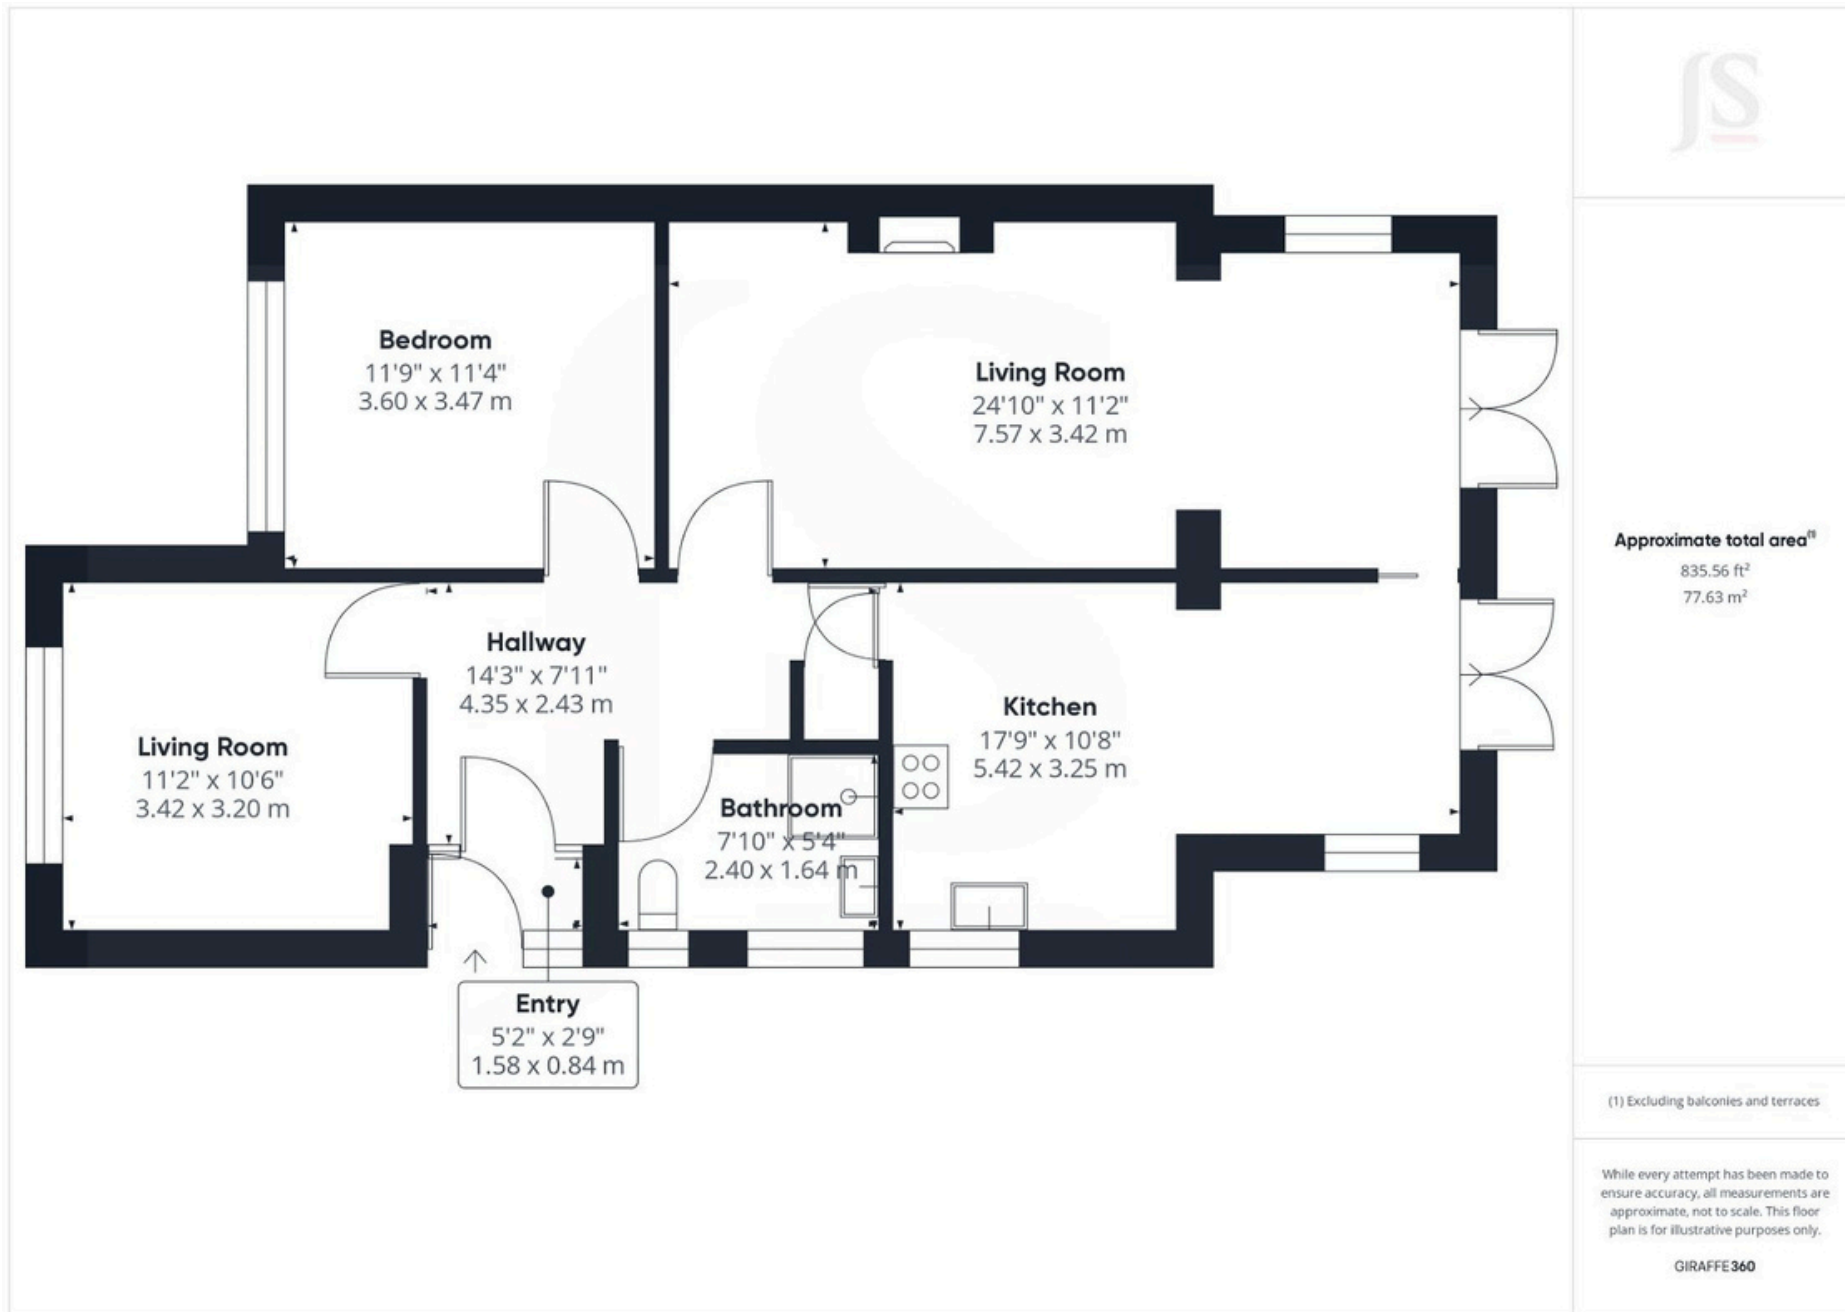 JS
Bedroom
11'9" x 11'4"
3.60 x 3.47 m
Living Room
24'10" x 11'2"
7.57 x 3.42 m
Hallway
14'3" x 7'11"
4.35 x 2.43 m
Living Room
11'2" x 10'6"
3.42 x 3.20 m
Kitchen
17'9" x 10'8"
5.42 x 3.25 m
Bathroom
7'10" x 5'4"
2.40 x 1.64 m
Entry
5'2" x 2'9"
1.58 x 0.84 m
Approximate total area(1)
835.56 ft²
77.63 m²
(1) Excluding balconies and terraces
While every attempt has been made to
ensure accuracy, all measurements are
approximate, not to scale. This floor
plan is for illustrative purposes only.
GIRAFFE360